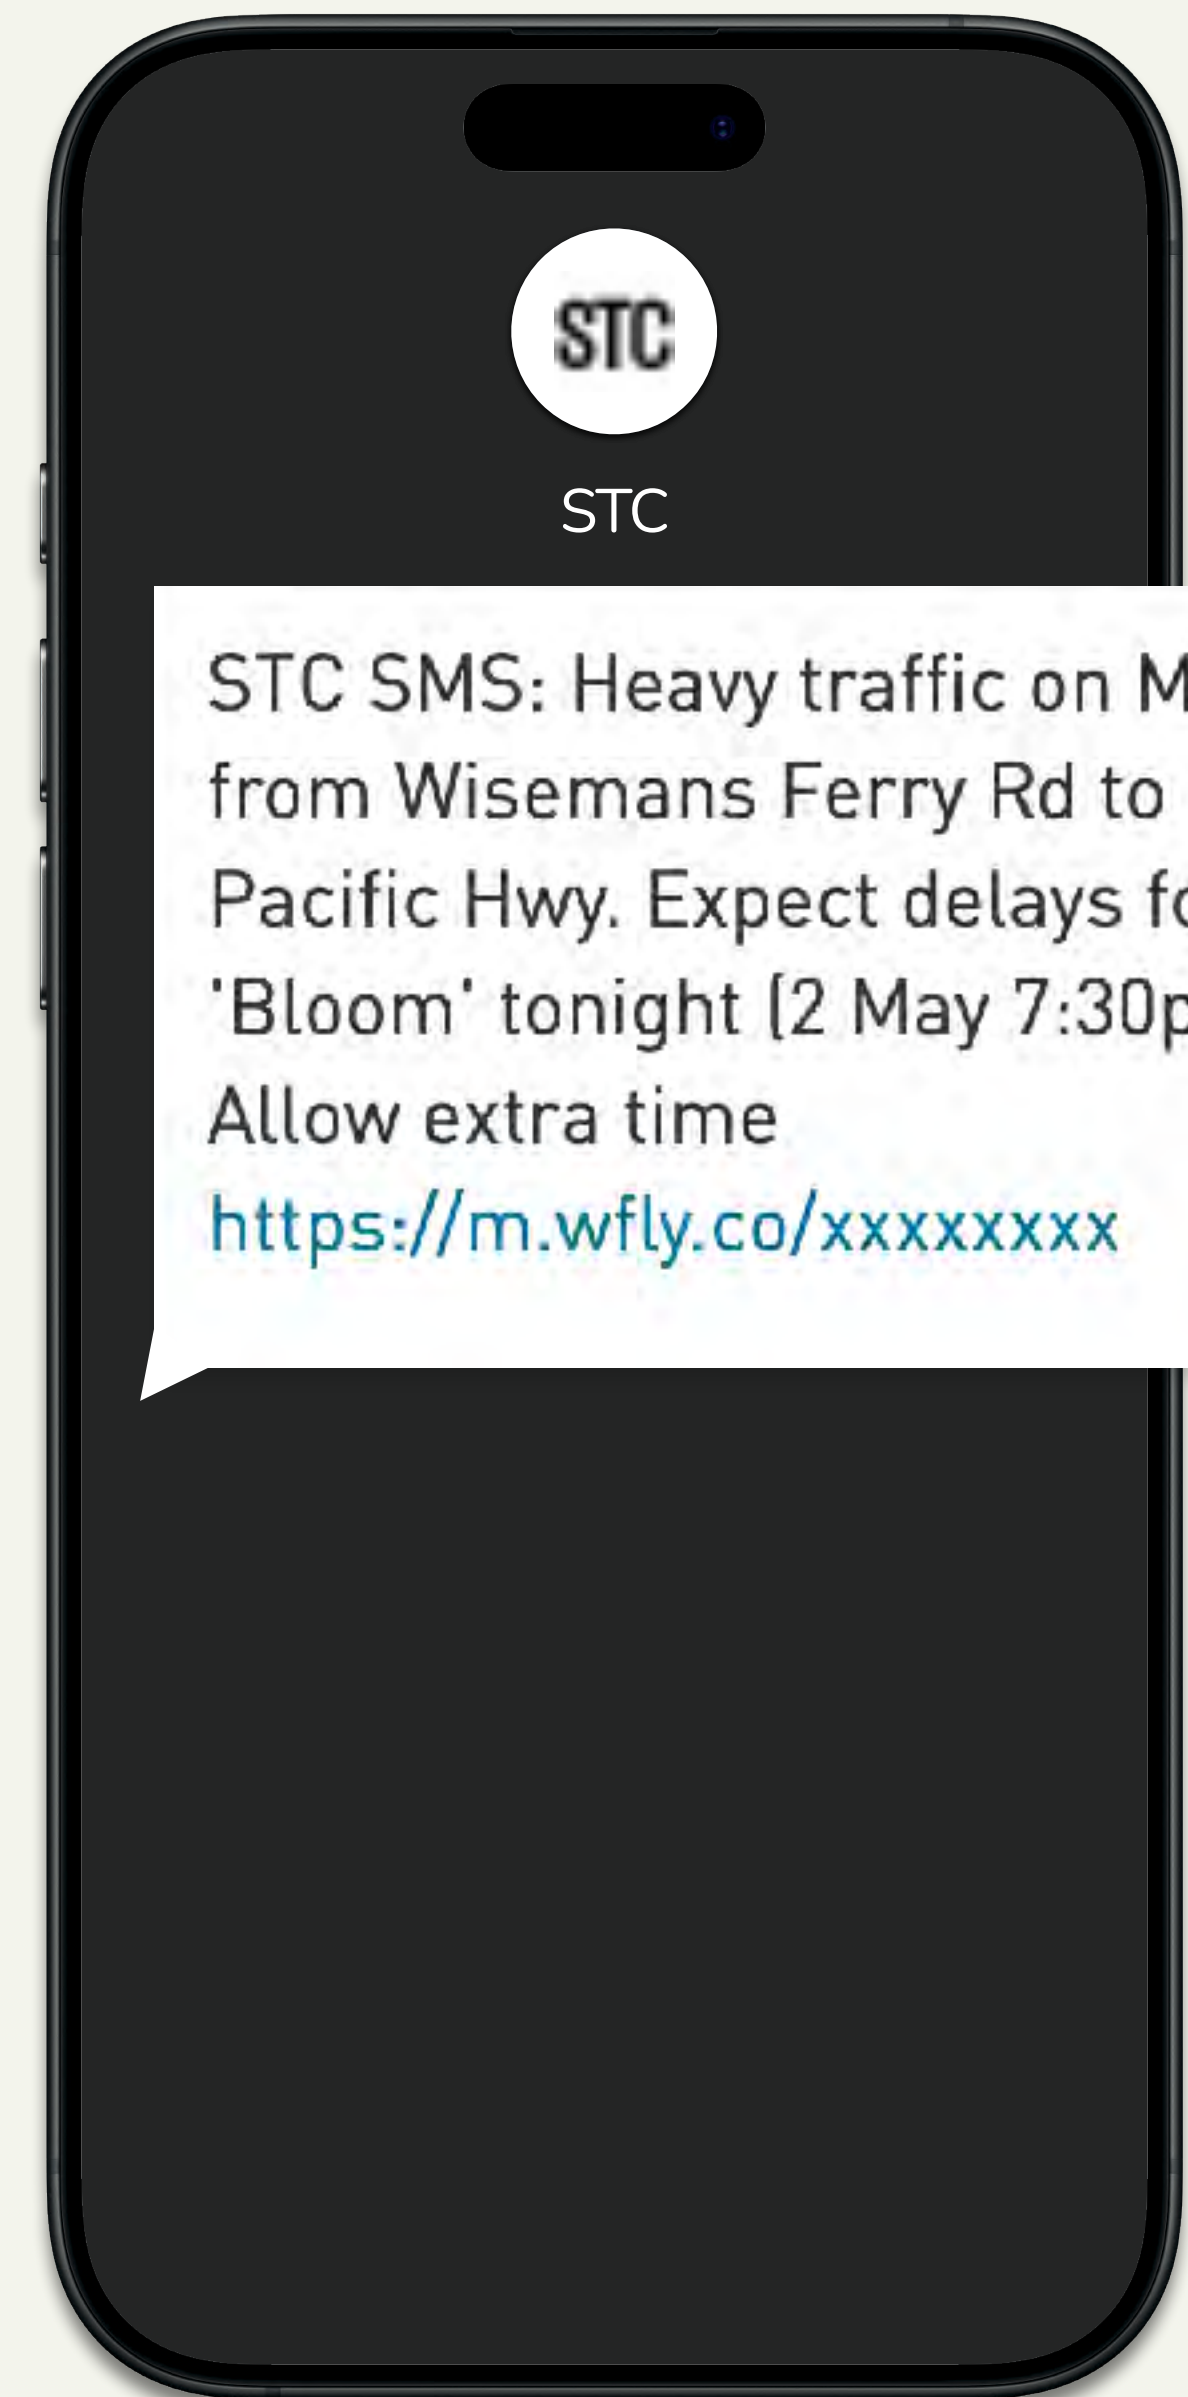 STC
STC
STC SMS: Heavy traffic on
from Wisemans Ferry Rd to
Pacific Hwy. Expect delays
'Bloom' tonight (2 May 7:30p
Allow extra time
https://m.wfly.co/xxxxxxxx